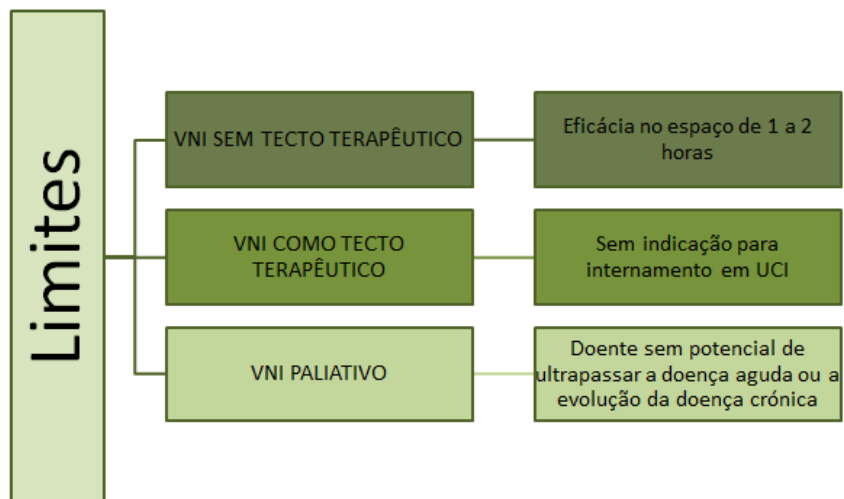 Limites
VNI SEM TECTO TERAPÊUTICO
Eficácia no espaço de 1 a 2
horas
VNI COMO TECTO
TERAPÊUTICO
Sem indicação para
internamento em UCI
VNI PALIATIVO
Doente sem potencial de
ultrapassar a doença aguda ou a
evolução da doença crónica